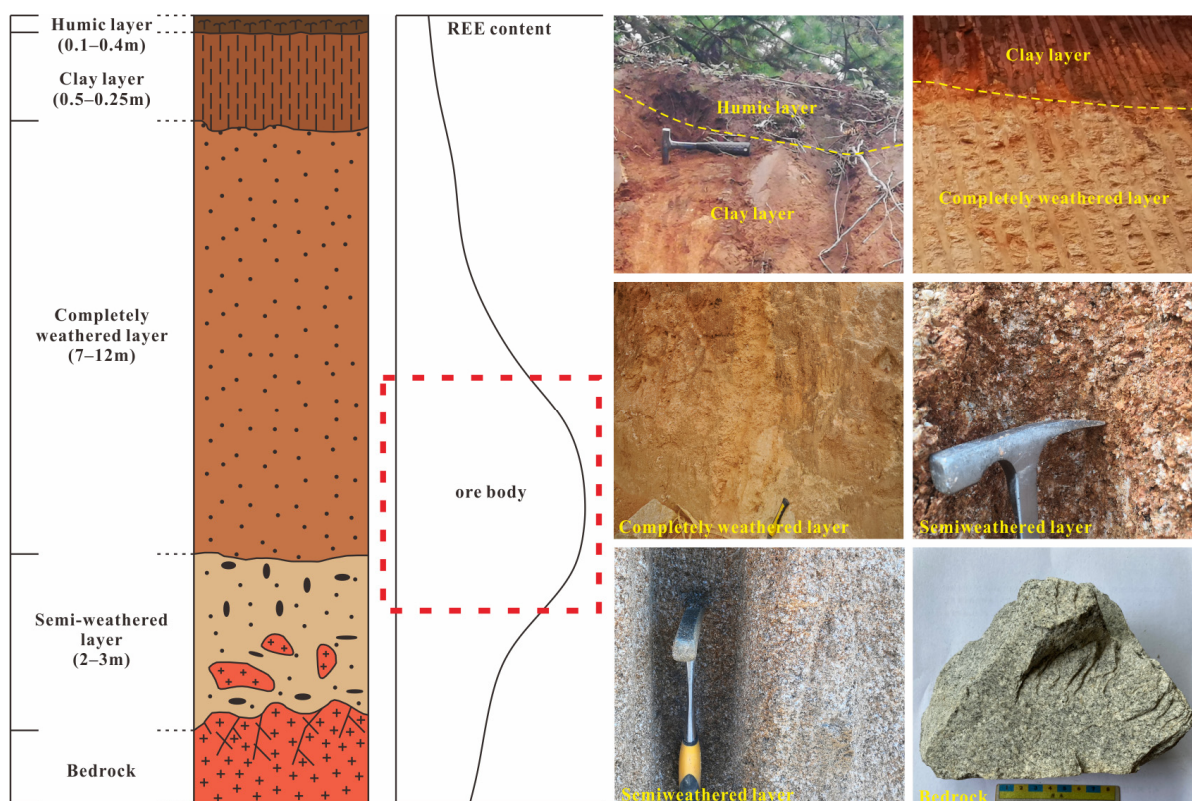 Humic layer
(0.1–0.4m)
Clay layer
(0.5–0.25m)
Completely
weathered layer
(7–12m)
Semi-weathered
layer
(2–3m)
Bedrock
REE content
ore body
Humic layer
Clay layer
Clay layer
Completely weathered layer
Completely weathered layer
Semiweathered layer
Semiweathered layer
Bedrock